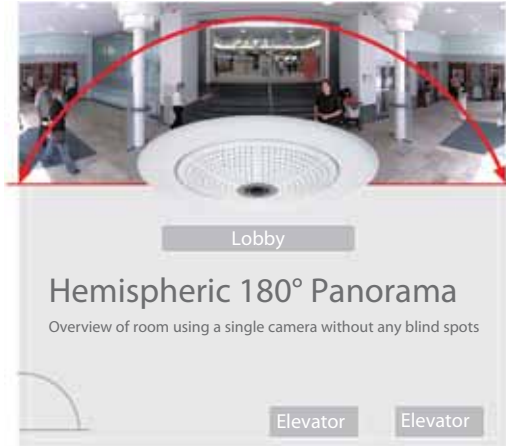 Lobby
Hemispheric 180° Panorama
Overview of room using a single camera without any blind spots
Elevator
Elevator